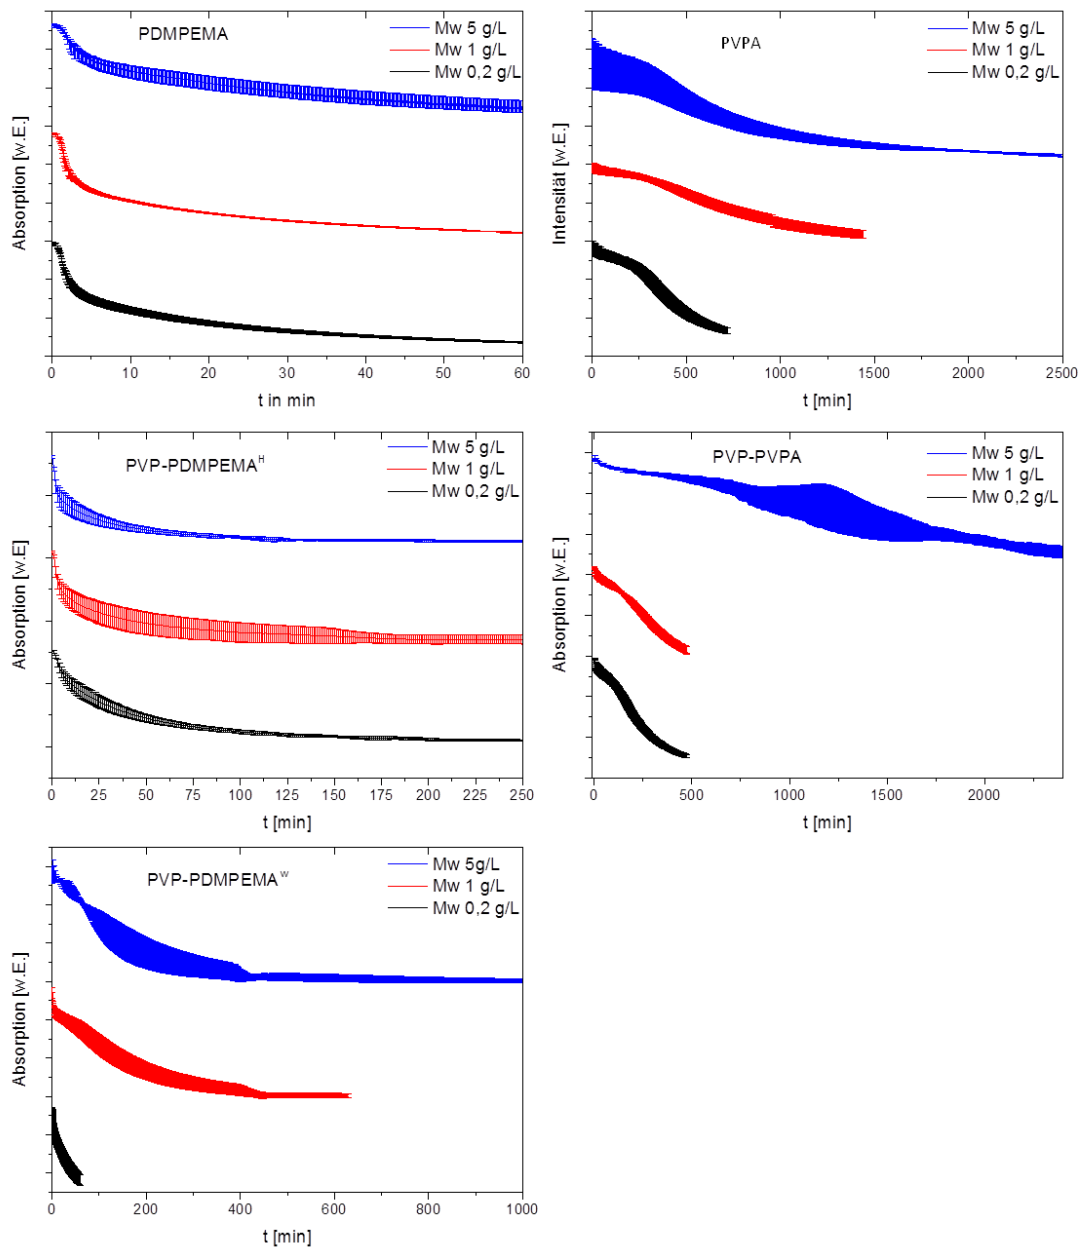 PDMPEMA
Mw 5 g/L
Mw 1 g/L
Mw 0,2 g/L
Absorption [w.E.]
0 10 20 30 40 50 60
t in min
PVPA
Mw 5 g/L
Mw 1 g/L
Mw 0,2 g/L
Intensität [w.E.]
0 500 1000 1500 2000 2500
t [min]
PVP-PDMPEMAᴴ
Mw 5 g/L
Mw 1 g/L
Mw 0,2 g/L
Absorption [w.E]
0 25 50 75 100 125 150 175 200 225 250
t [min]
PVP-PVPA
Mw 5 g/L
Mw 1 g/L
Mw 0,2 g/L
Absorption [w.E.]
0 500 1000 1500 2000
t [min]
PVP-PDMPEMAᵂ
Mw 5g/L
Mw 1 g/L
Mw 0,2 g/L
Absorption [w.E.]
0 200 400 600 800 1000
t [min]